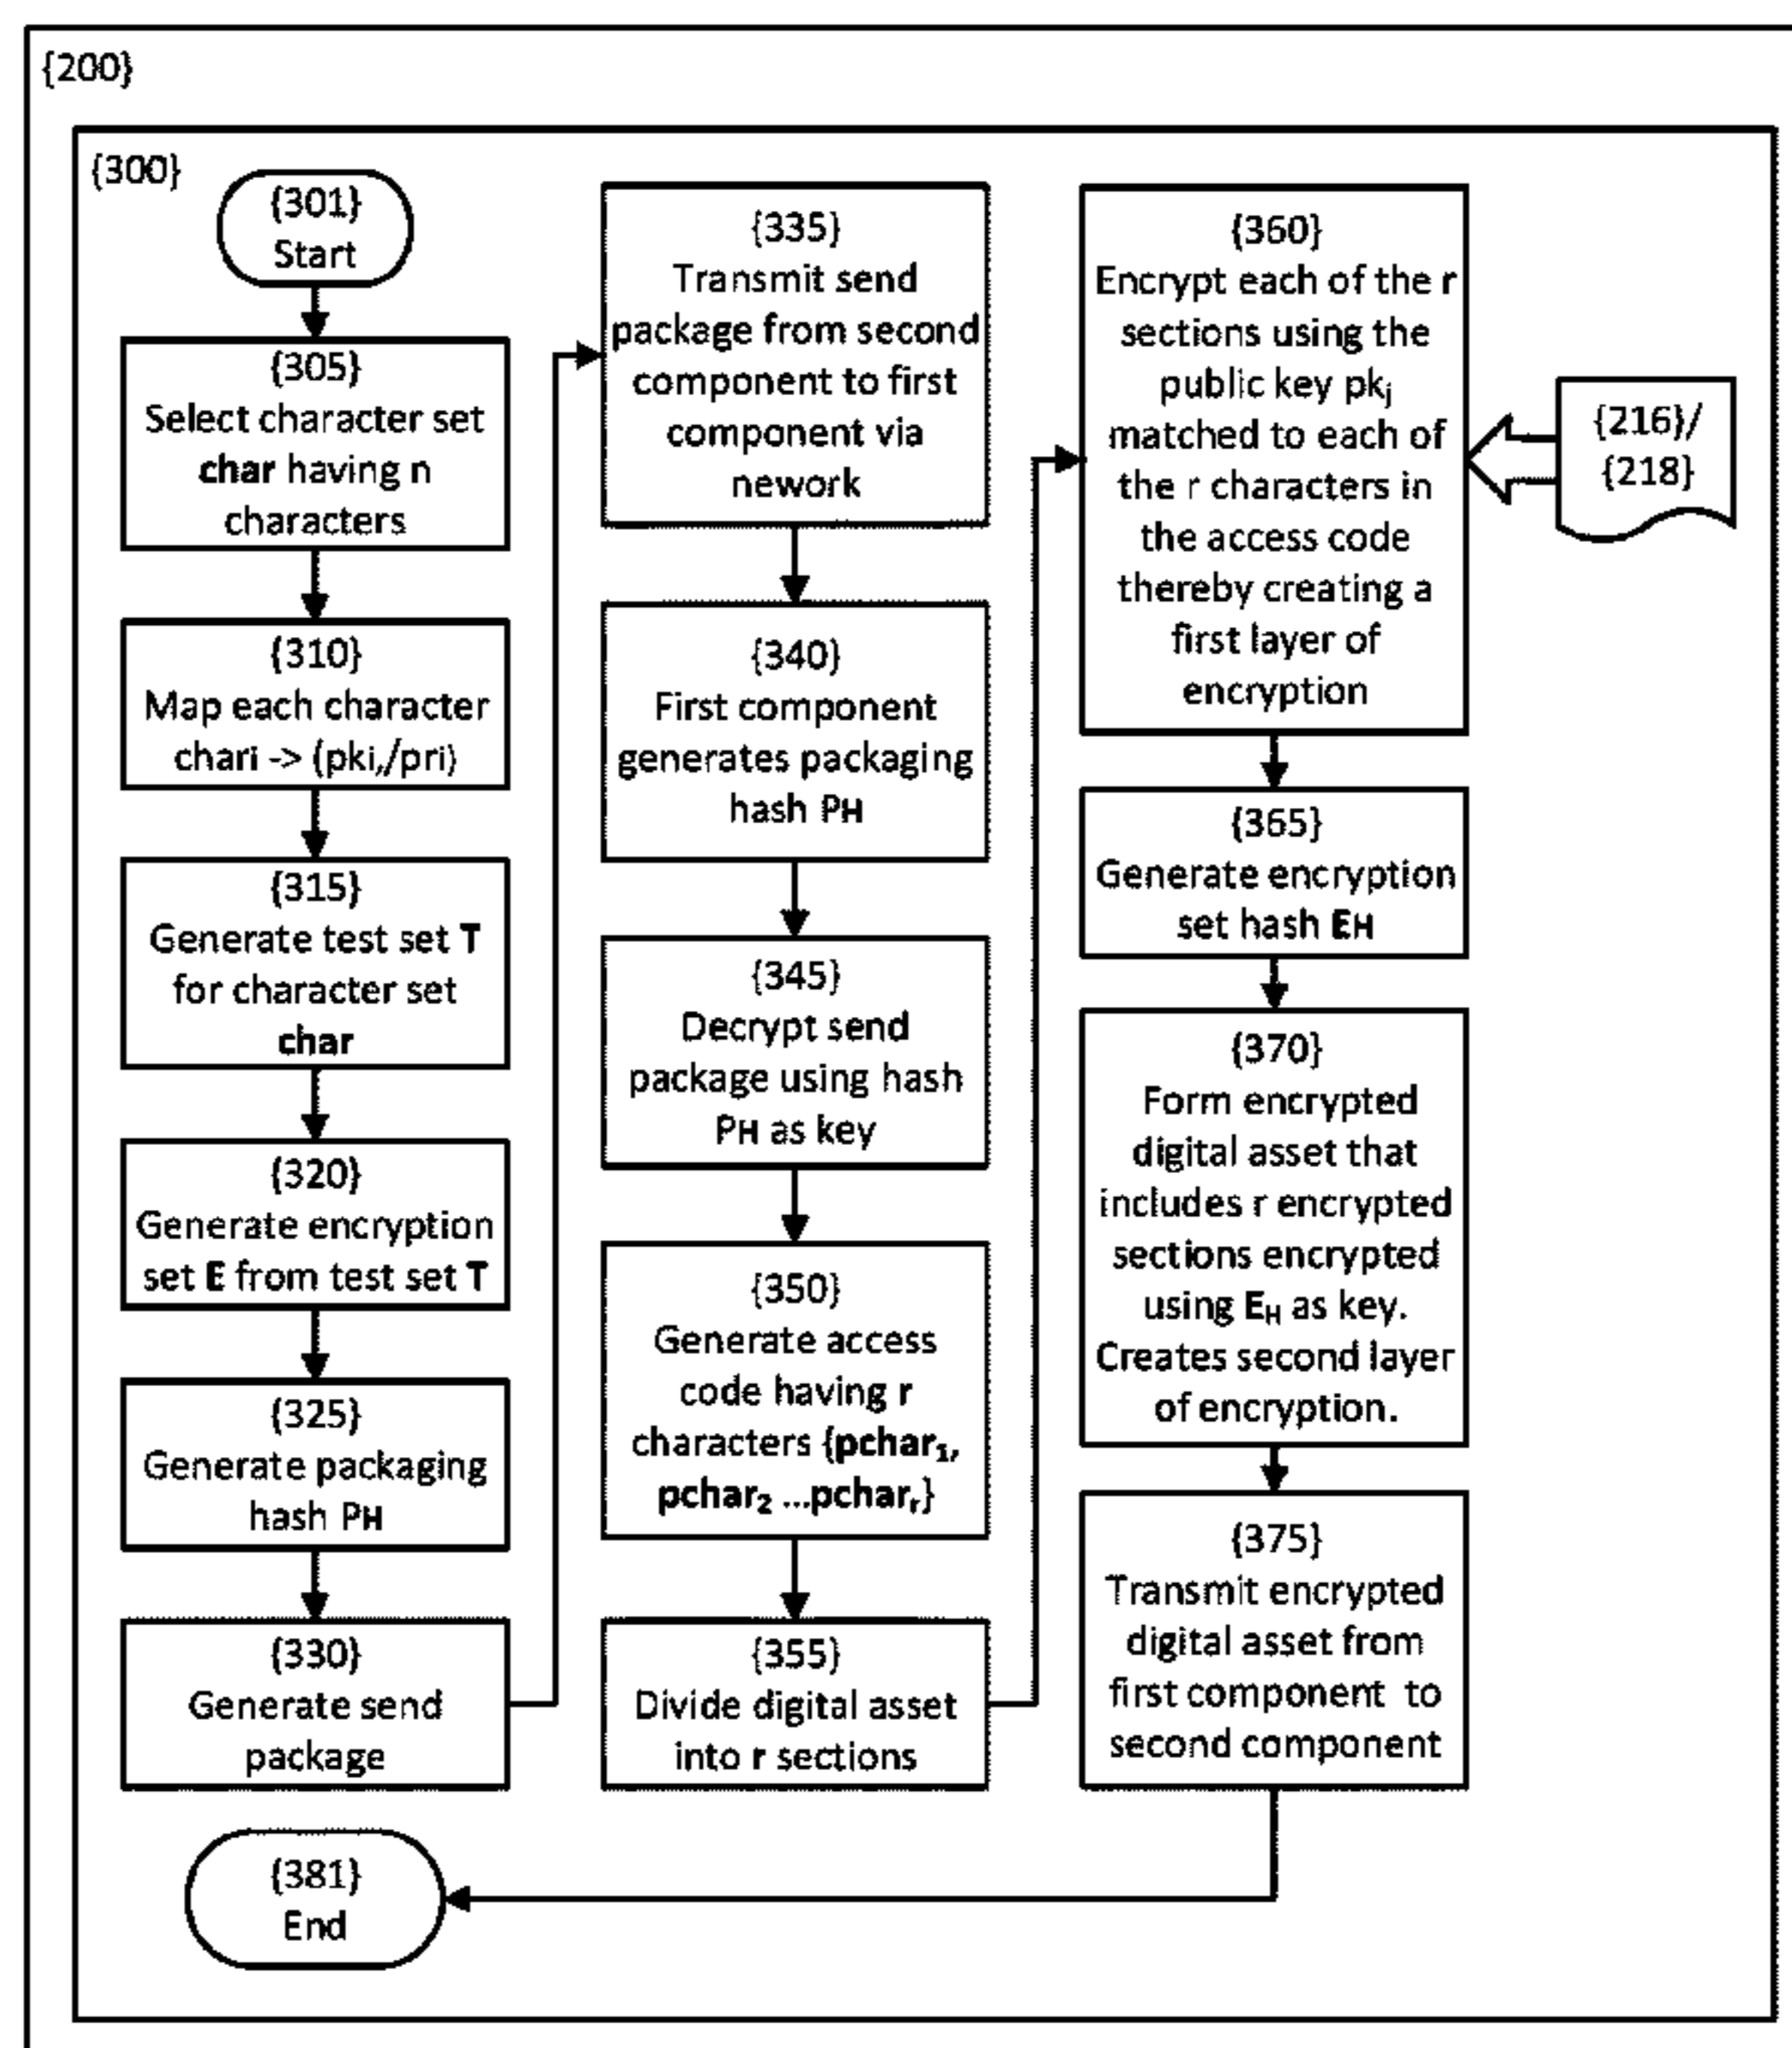 {200}
{300}
{301}
Start
{305}
Select character set
char having n
characters
{310}
Map each character
chari -> (pki,/pri)
{315}
Generate test set T
for character set
char
{320}
Generate encryption
set E from test set T
{325}
Generate packaging
hash PH
{330}
Generate send
package
{335}
Transmit send
package from second
component to first
component via
nework
{340}
First component
generates packaging
hash PH
{345}
Decrypt send
package using hash
PH as key
{350}
Generate access
code having r
characters {pchar₁,
pchar₂ ...pcharᵣ}
{355}
Divide digital asset
into r sections
{360}
Encrypt each of the r
sections using the
public key pkⱼ
matched to each of
the r characters in
the access code
thereby creating a
first layer of
encryption
{216}/
{218}
{365}
Generate encryption
set hash EH
{370}
Form encrypted
digital asset that
includes r encrypted
sections encrypted
using EH as key.
Creates second layer
of encryption.
{375}
Transmit encrypted
digital asset from
first component to
second component
{381}
End